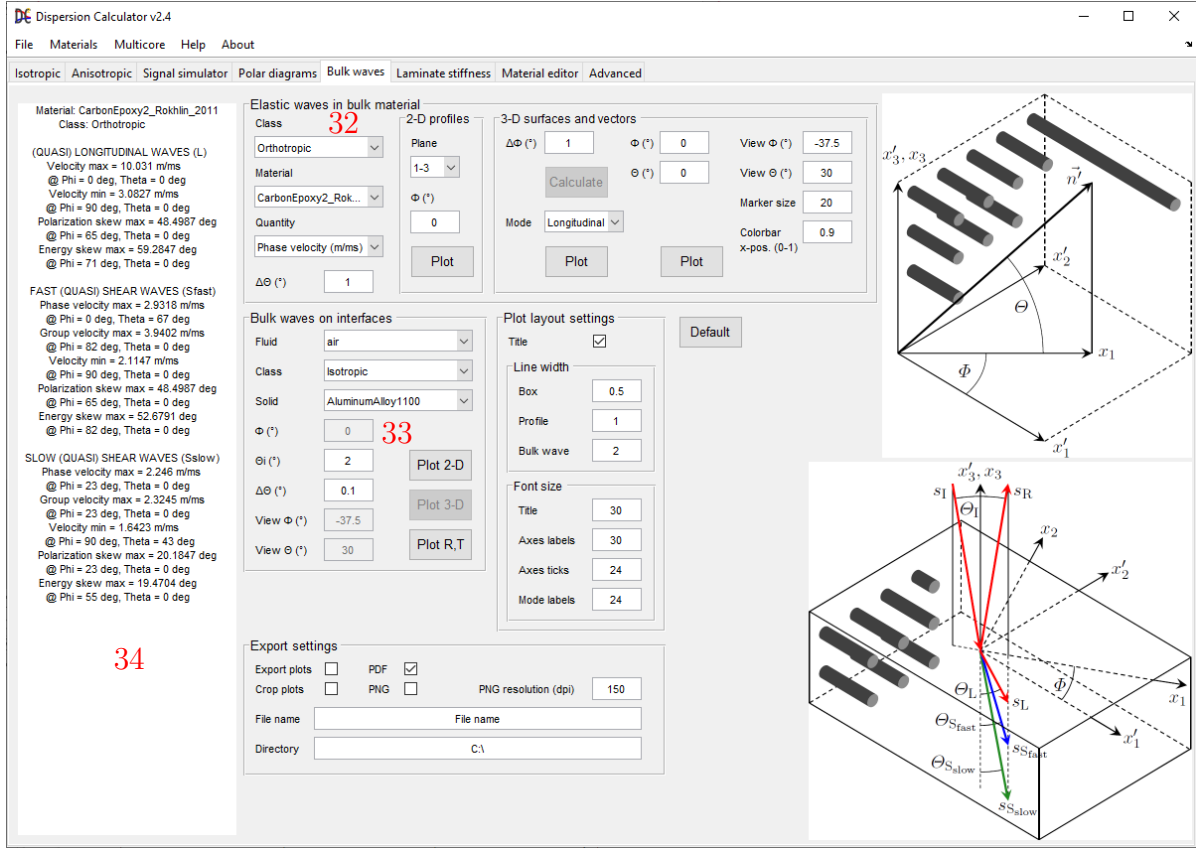 Dispersion Calculator v2.4
File Materials Multicore Help About
Isotropic Anisotropic Signal simulator Polar diagrams Bulk waves Laminate stiffness Material editor Advanced
Material: CarbonEpoxy2_Rokhlin_2011
Class: Orthotropic
(QUASI) LONGITUDINAL WAVES (L)
Velocity max = 10.031 m/ms
@ Phi = 0 deg, Theta = 0 deg
Velocity min = 3.0827 m/ms
@ Phi = 90 deg, Theta = 0 deg
Polarization skew max = 48.4987 deg
@ Phi = 65 deg, Theta = 0 deg
Energy skew max = 59.2847 deg
@ Phi = 71 deg, Theta = 0 deg
FAST (QUASI) SHEAR WAVES (Sfast)
Phase velocity max = 2.9318 m/ms
@ Phi = 0 deg, Theta = 67 deg
Group velocity max = 3.9402 m/ms
@ Phi = 82 deg, Theta = 0 deg
Velocity min = 2.1147 m/ms
@ Phi = 90 deg, Theta = 0 deg
Polarization skew max = 48.4987 deg
@ Phi = 65 deg, Theta = 0 deg
Energy skew max = 52.6791 deg
@ Phi = 82 deg, Theta = 0 deg
SLOW (QUASI) SHEAR WAVES (Sslow)
Phase velocity max = 2.246 m/ms
@ Phi = 23 deg, Theta = 0 deg
Group velocity max = 2.3245 m/ms
@ Phi = 23 deg, Theta = 0 deg
Velocity min = 1.6423 m/ms
@ Phi = 90 deg, Theta = 43 deg
Polarization skew max = 20.1847 deg
@ Phi = 23 deg, Theta = 0 deg
Energy skew max = 19.4704 deg
@ Phi = 55 deg, Theta = 0 deg
34
Elastic waves in bulk material
32
Class
Orthotropic
Material
CarbonEpoxy2_Rok...
Quantity
Phase velocity (m/ms)
ΔΘ (°) 1
2-D profiles
Plane
1-3
Φ (°)
0
Plot
3-D surfaces and vectors
ΔΦ (°) 1 Φ (°) 0 View Φ (°) -37.5
Calculate Θ (°) 0 View Θ (°) 30
Marker size 20
Mode Longitudinal Colorbar x-pos. (0-1) 0.9
Plot Plot
Bulk waves on interfaces
Fluid air
Class Isotropic
Solid AluminumAlloy1100
Φ (°) 0 33
Θi (°) 2 Plot 2-D
ΔΘ (°) 0.1 Plot 3-D
View Φ (°) -37.5
View Θ (°) 30 Plot R,T
Plot layout settings
Title
Line width
Box 0.5
Profile 1
Bulk wave 2
Font size
Title 30
Axes labels 30
Axes ticks 24
Mode labels 24
Default
Export settings
Export plots PDF
Crop plots PNG PNG resolution (dpi) 150
File name File name
Directory C:\
x′3, x3
n⃗′
x′2
Θ
x1
Φ
x′1
x′3, x3
sI sR
ΘI
x2
x′2
ΘL sL Φ x1
ΘSfast sSfast x′1
ΘSslow
sSslow